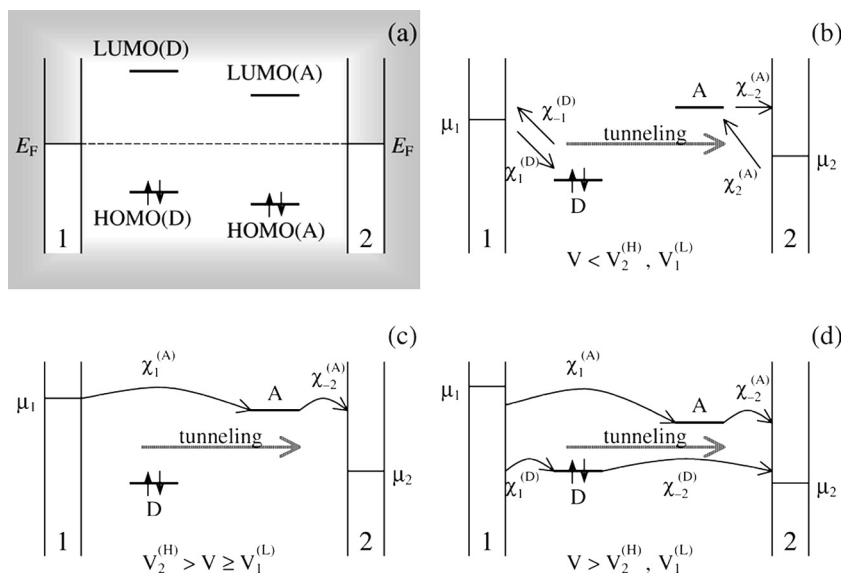 (a)
LUMO(D)
LUMO(A)
E_F
E_F
HOMO(D)
HOMO(A)
1
2
(b)
μ₁
χ₋₁^(D)
A
χ₋₂^(A)
tunneling
χ₁^(D)
χ₂^(A)
μ₂
D
1
2
V < V₂^(H) , V₁^(L)
(c)
χ₁^(A)
χ₋₂^(A)
A
μ₁
tunneling
μ₂
D
1
2
V₂^(H) > V ≥ V₁^(L)
(d)
χ₁^(A)
χ₋₂^(A)
μ₁
A
tunneling
χ₁^(D)
D
χ₋₂^(D)
μ₂
1
2
V > V₂^(H) , V₁^(L)